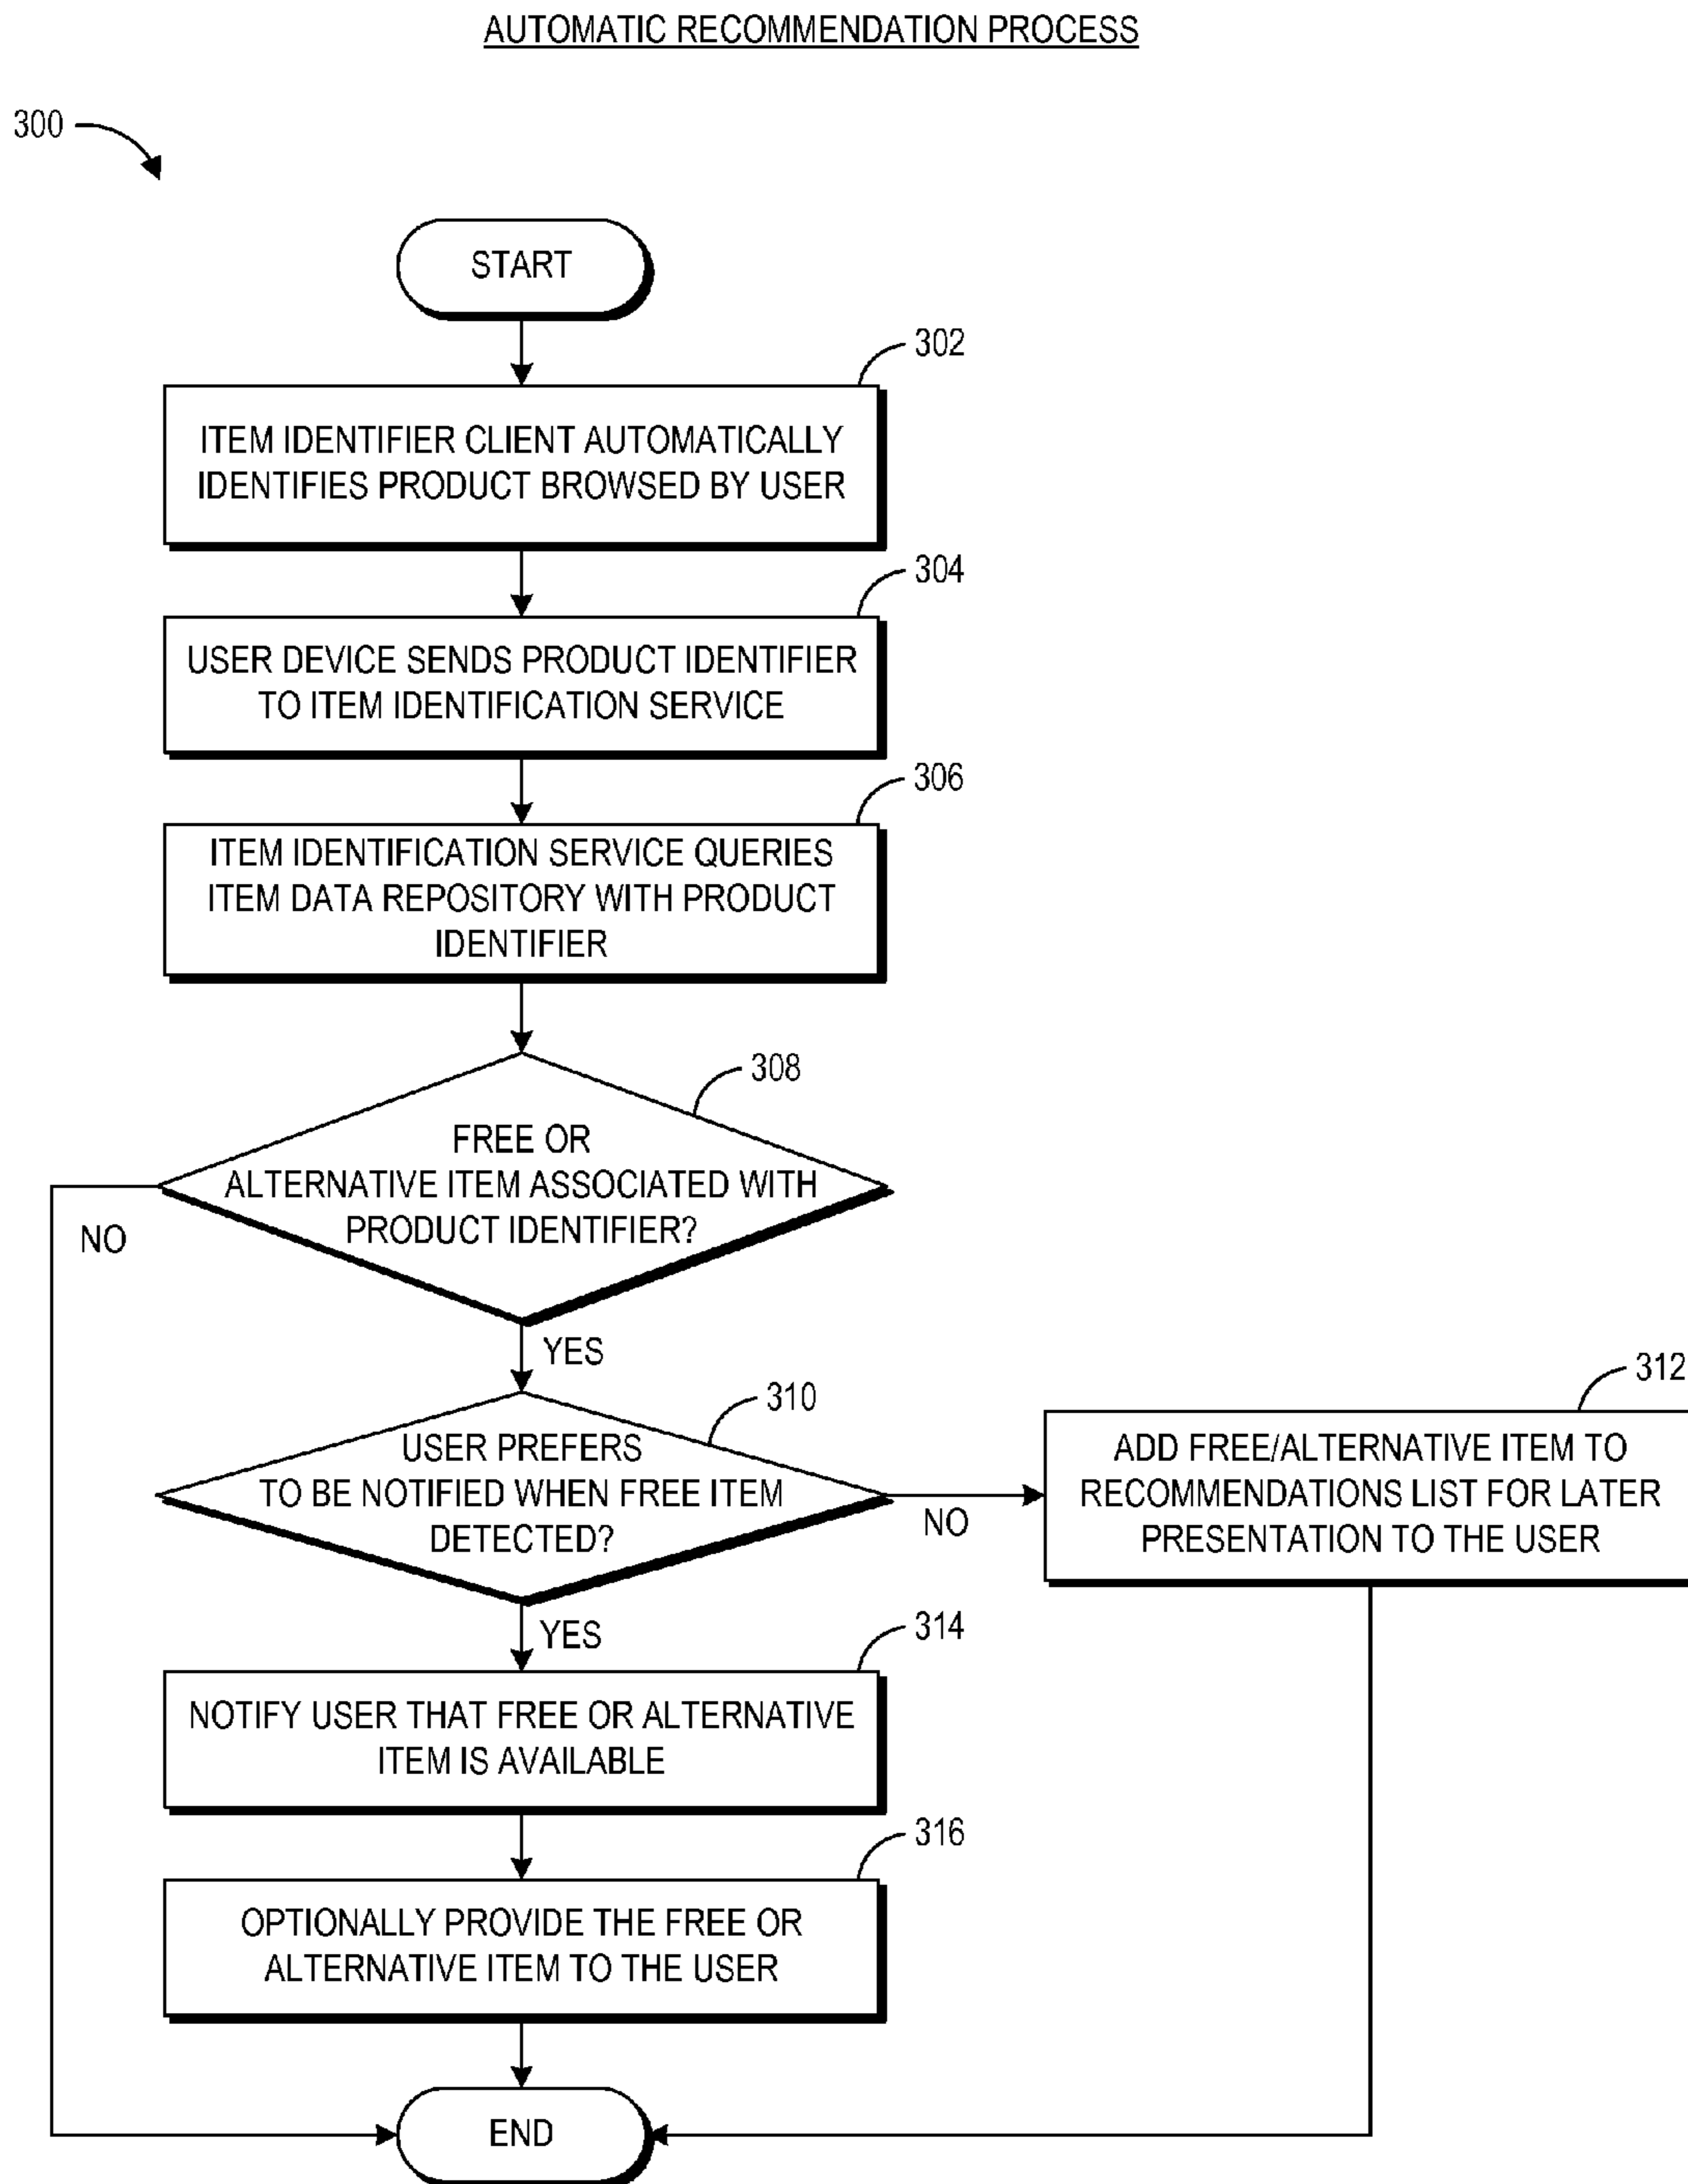 AUTOMATIC RECOMMENDATION PROCESS
300
START
302
ITEM IDENTIFIER CLIENT AUTOMATICALLY
IDENTIFIES PRODUCT BROWSED BY USER
304
USER DEVICE SENDS PRODUCT IDENTIFIER
TO ITEM IDENTIFICATION SERVICE
306
ITEM IDENTIFICATION SERVICE QUERIES
ITEM DATA REPOSITORY WITH PRODUCT
IDENTIFIER
308
FREE OR
ALTERNATIVE ITEM ASSOCIATED WITH
PRODUCT IDENTIFIER?
NO
YES
310
USER PREFERS
TO BE NOTIFIED WHEN FREE ITEM
DETECTED?
NO
312
ADD FREE/ALTERNATIVE ITEM TO
RECOMMENDATIONS LIST FOR LATER
PRESENTATION TO THE USER
YES
314
NOTIFY USER THAT FREE OR ALTERNATIVE
ITEM IS AVAILABLE
316
OPTIONALLY PROVIDE THE FREE OR
ALTERNATIVE ITEM TO THE USER
END